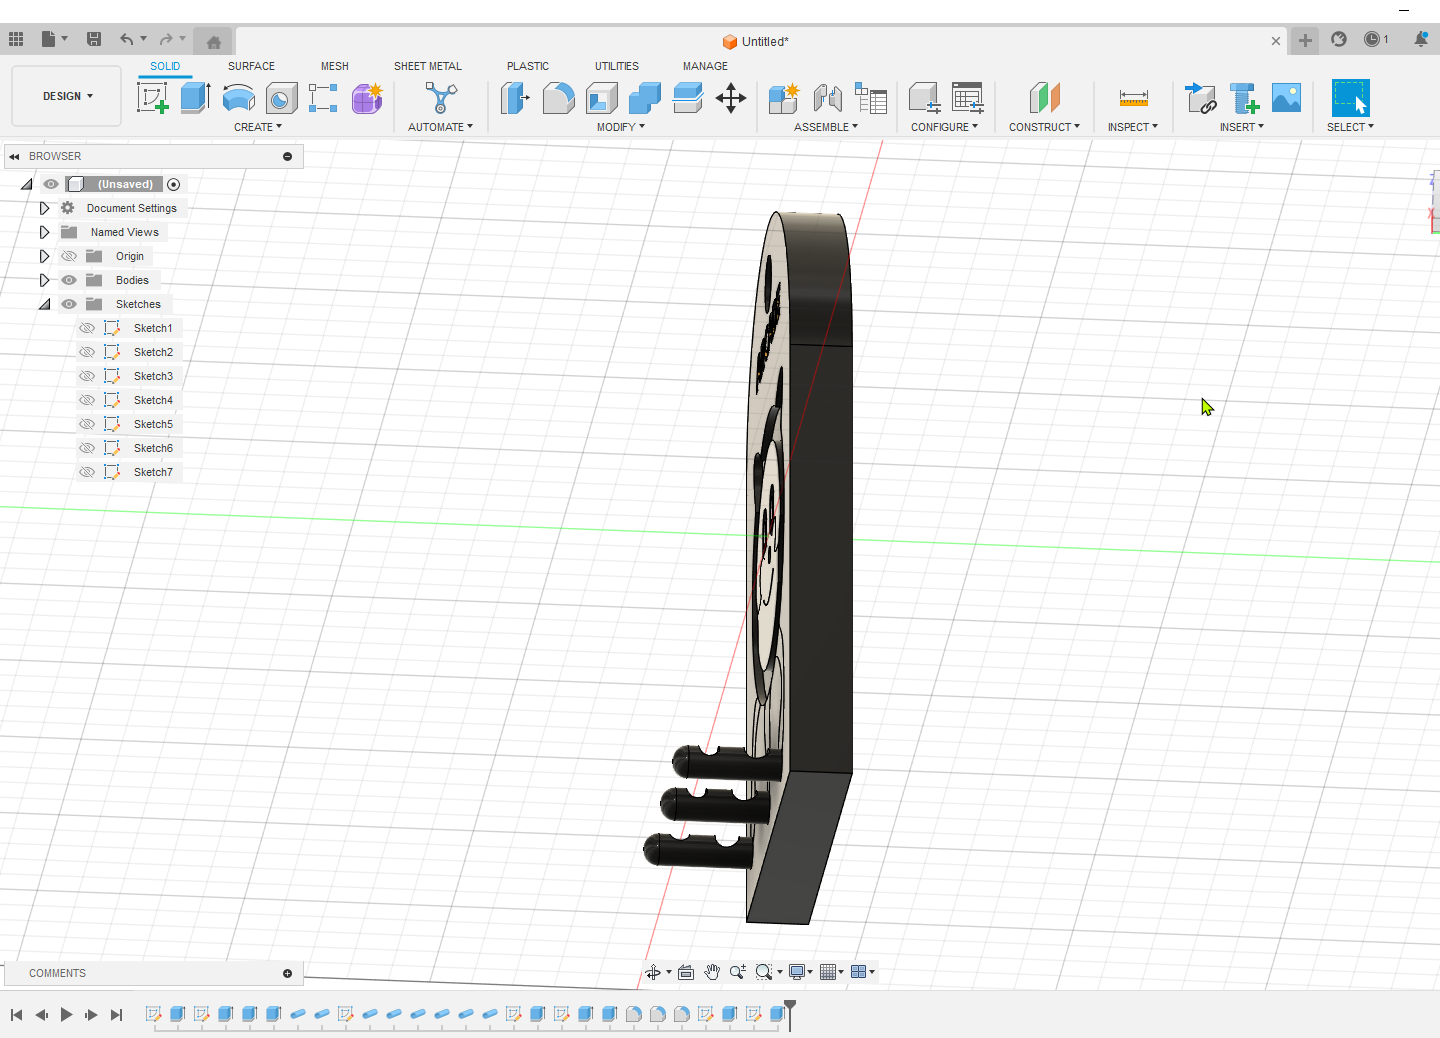 Untitled*
1
SOLID SURFACE MESH SHEET METAL PLASTIC UTILITIES MANAGE
DESIGN
CREATE AUTOMATE MODIFY ASSEMBLE CONFIGURE CONSTRUCT INSPECT INSERT SELECT
BROWSER
(Unsaved)
Document Settings
Named Views
Origin
Bodies
Sketches
Sketch1
Sketch2
Sketch3
Sketch4
Sketch5
Sketch6
Sketch7
COMMENTS